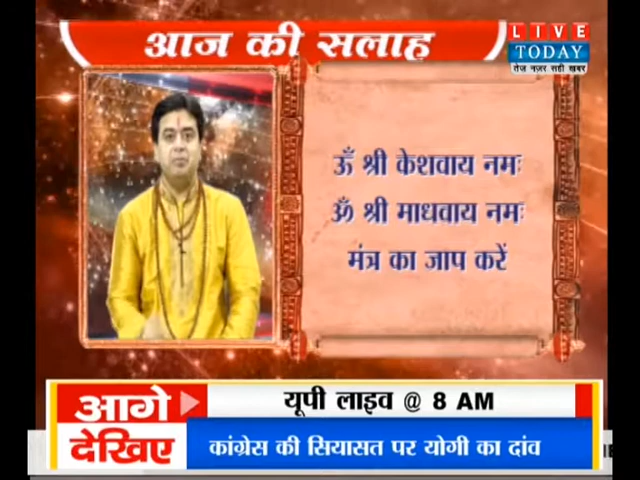 आज की सलाह
LIVE
TODAY
तेज़ नज़र सही खबर
ऊँ श्री केशवाय नमः
ॐ श्री माधवाय नमः
मंत्र का जाप करें
आगे
देखिए
यूपी लाइव @ 8 AM
कांग्रेस की सियासत पर योगी का दांव